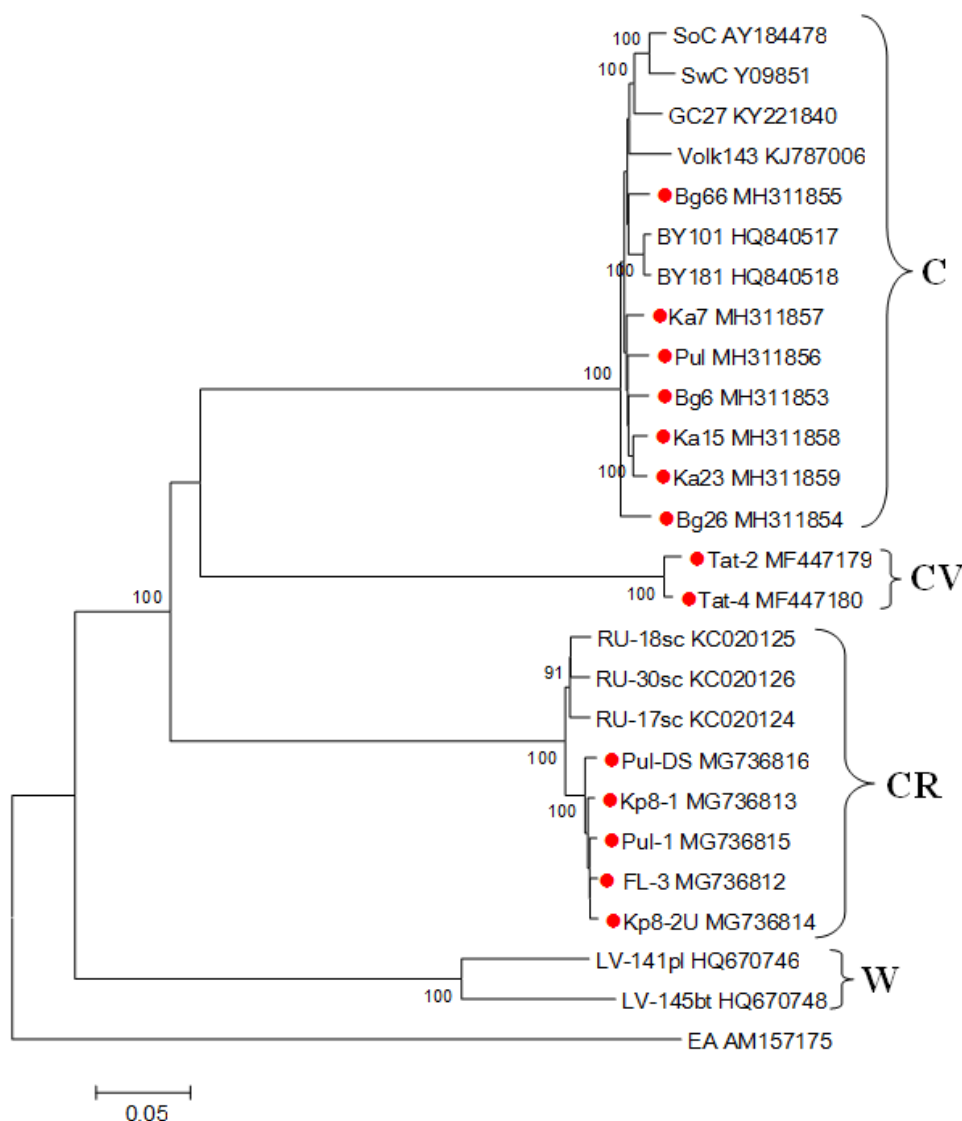 100
SoC AY184478
100
SwC Y09851
GC27 KY221840
Volk143 KJ787006
Bg66 MH311855
BY101 HQ840517
100
BY181 HQ840518
C
Ka7 MH311857
Pul MH311856
100
Bg6 MH311853
Ka15 MH311858
100
Ka23 MH311859
Bg26 MH311854
Tat-2 MF447179
100
Tat-4 MF447180
CV
100
RU-18sc KC020125
91
RU-30sc KC020126
RU-17sc KC020124
100
Pul-DS MG736816
Kp8-1 MG736813
100
Pul-1 MG736815
FL-3 MG736812
Kp8-2U MG736814
CR
LV-141pl HQ670746
100
LV-145bt HQ670748
W
EA AM157175
0.05